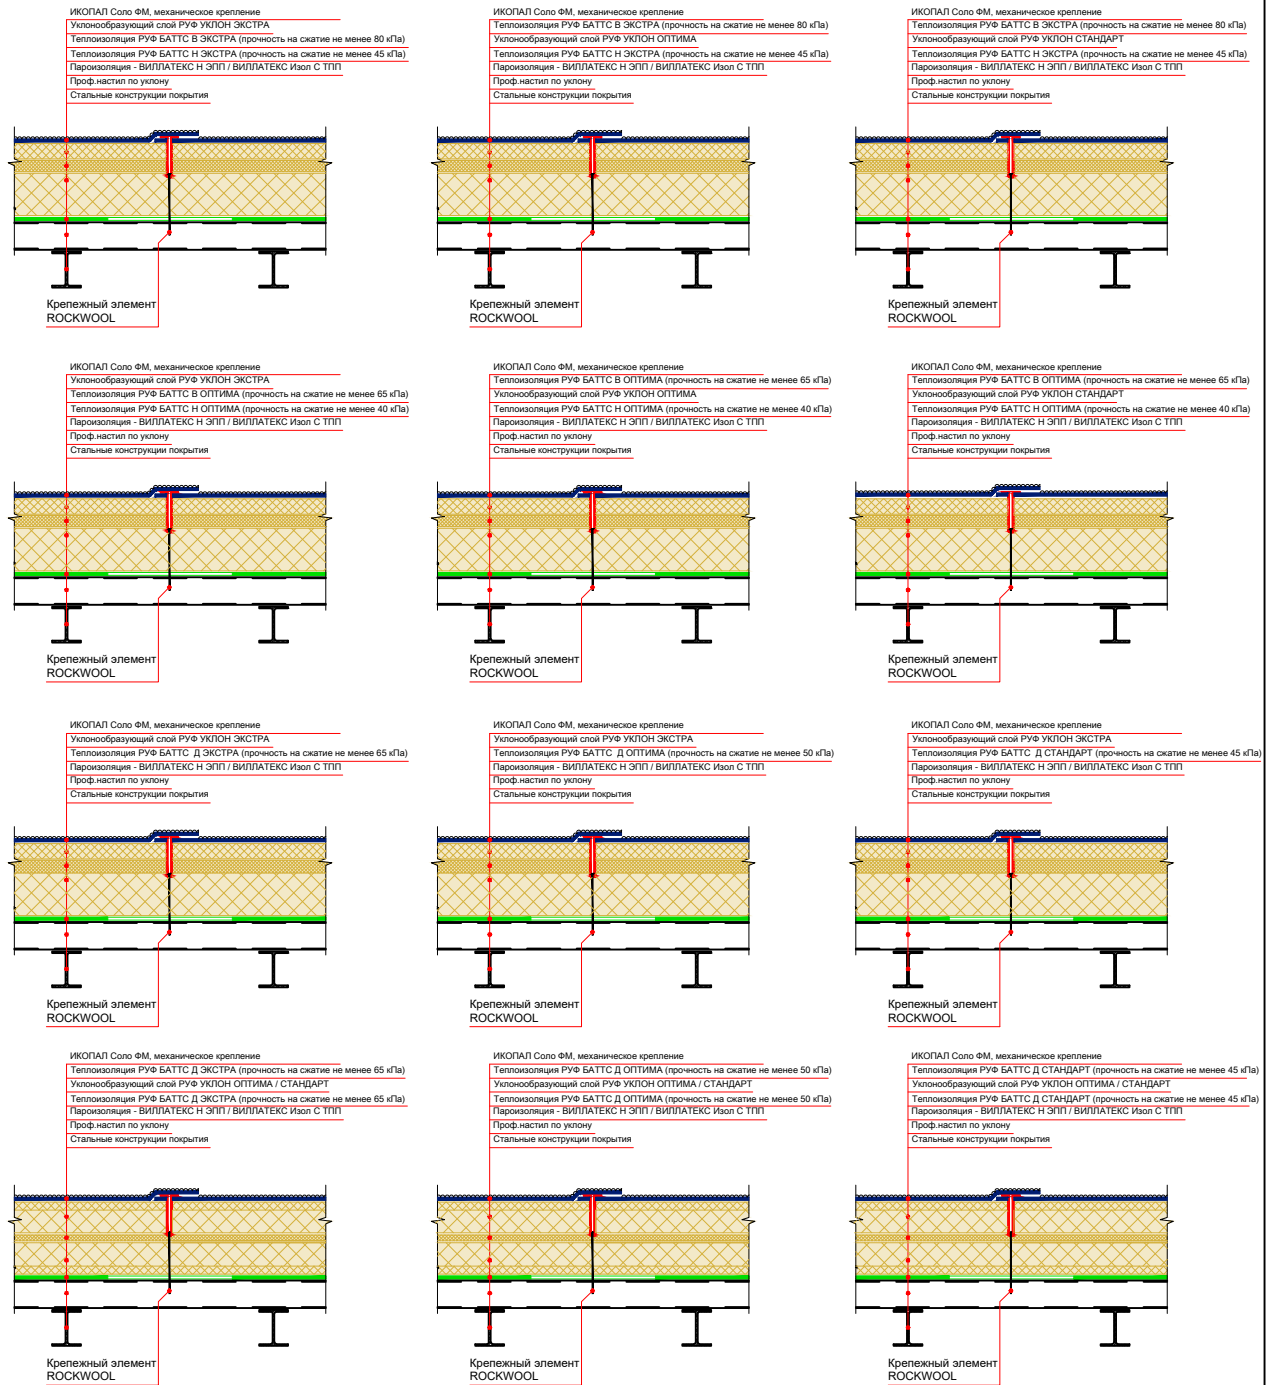 ИКОПАЛ Соло ФМ, механическое крепление
Уклонообразующий слой РУФ УКЛОН ЭКСТРА
Теплоизоляция РУФ БАТТС В ЭКСТРА (прочность на сжатие не менее 80 кПа)
Теплоизоляция РУФ БАТТС Н ЭКСТРА (прочность на сжатие не менее 45 кПа)
Пароизоляция - ВИЛЛАТЕКС Н ЭПП / ВИЛЛАТЕКС Изол С ТПП
Проф.настил по уклону
Стальные конструкции покрытия
Крепежный элемент
ROCKWOOL
ИКОПАЛ Соло ФМ, механическое крепление
Теплоизоляция РУФ БАТТС В ЭКСТРА (прочность на сжатие не менее 80 кПа)
Уклонообразующий слой РУФ УКЛОН ОПТИМА
Теплоизоляция РУФ БАТТС Н ЭКСТРА (прочность на сжатие не менее 45 кПа)
Пароизоляция - ВИЛЛАТЕКС Н ЭПП / ВИЛЛАТЕКС Изол С ТПП
Проф.настил по уклону
Стальные конструкции покрытия
Крепежный элемент
ROCKWOOL
ИКОПАЛ Соло ФМ, механическое крепление
Теплоизоляция РУФ БАТТС В ЭКСТРА (прочность на сжатие не менее 80 кПа)
Уклонообразующий слой РУФ УКЛОН СТАНДАРТ
Теплоизоляция РУФ БАТТС Н ЭКСТРА (прочность на сжатие не менее 45 кПа)
Пароизоляция - ВИЛЛАТЕКС Н ЭПП / ВИЛЛАТЕКС Изол С ТПП
Проф.настил по уклону
Стальные конструкции покрытия
Крепежный элемент
ROCKWOOL
ИКОПАЛ Соло ФМ, механическое крепление
Уклонообразующий слой РУФ УКЛОН ЭКСТРА
Теплоизоляция РУФ БАТТС В ОПТИМА (прочность на сжатие не менее 65 кПа)
Теплоизоляция РУФ БАТТС Н ОПТИМА (прочность на сжатие не менее 40 кПа)
Пароизоляция - ВИЛЛАТЕКС Н ЭПП / ВИЛЛАТЕКС Изол С ТПП
Проф.настил по уклону
Стальные конструкции покрытия
Крепежный элемент
ROCKWOOL
ИКОПАЛ Соло ФМ, механическое крепление
Теплоизоляция РУФ БАТТС В ОПТИМА (прочность на сжатие не менее 65 кПа)
Уклонообразующий слой РУФ УКЛОН ОПТИМА
Теплоизоляция РУФ БАТТС Н ОПТИМА (прочность на сжатие не менее 40 кПа)
Пароизоляция - ВИЛЛАТЕКС Н ЭПП / ВИЛЛАТЕКС Изол С ТПП
Проф.настил по уклону
Стальные конструкции покрытия
Крепежный элемент
ROCKWOOL
ИКОПАЛ Соло ФМ, механическое крепление
Теплоизоляция РУФ БАТТС В ОПТИМА (прочность на сжатие не менее 65 кПа)
Уклонообразующий слой РУФ УКЛОН СТАНДАРТ
Теплоизоляция РУФ БАТТС Н ОПТИМА (прочность на сжатие не менее 40 кПа)
Пароизоляция - ВИЛЛАТЕКС Н ЭПП / ВИЛЛАТЕКС Изол С ТПП
Проф.настил по уклону
Стальные конструкции покрытия
Крепежный элемент
ROCKWOOL
ИКОПАЛ Соло ФМ, механическое крепление
Уклонообразующий слой РУФ УКЛОН ЭКСТРА
Теплоизоляция РУФ БАТТС Д ЭКСТРА (прочность на сжатие не менее 65 кПа)
Пароизоляция - ВИЛЛАТЕКС Н ЭПП / ВИЛЛАТЕКС Изол С ТПП
Проф.настил по уклону
Стальные конструкции покрытия
Крепежный элемент
ROCKWOOL
ИКОПАЛ Соло ФМ, механическое крепление
Уклонообразующий слой РУФ УКЛОН ЭКСТРА
Теплоизоляция РУФ БАТТС Д ОПТИМА (прочность на сжатие не менее 50 кПа)
Пароизоляция - ВИЛЛАТЕКС Н ЭПП / ВИЛЛАТЕКС Изол С ТПП
Проф.настил по уклону
Стальные конструкции покрытия
Крепежный элемент
ROCKWOOL
ИКОПАЛ Соло ФМ, механическое крепление
Уклонообразующий слой РУФ УКЛОН ЭКСТРА
Теплоизоляция РУФ БАТТС Д СТАНДАРТ (прочность на сжатие не менее 45 кПа)
Пароизоляция - ВИЛЛАТЕКС Н ЭПП / ВИЛЛАТЕКС Изол С ТПП
Проф.настил по уклону
Стальные конструкции покрытия
Крепежный элемент
ROCKWOOL
ИКОПАЛ Соло ФМ, механическое крепление
Теплоизоляция РУФ БАТТС Д ЭКСТРА (прочность на сжатие не менее 65 кПа)
Уклонообразующий слой РУФ УКЛОН ОПТИМА / СТАНДАРТ
Теплоизоляция РУФ БАТТС Д ЭКСТРА (прочность на сжатие не менее 65 кПа)
Пароизоляция - ВИЛЛАТЕКС Н ЭПП / ВИЛЛАТЕКС Изол С ТПП
Проф.настил по уклону
Стальные конструкции покрытия
Крепежный элемент
ROCKWOOL
ИКОПАЛ Соло ФМ, механическое крепление
Теплоизоляция РУФ БАТТС Д ОПТИМА (прочность на сжатие не менее 50 кПа)
Уклонообразующий слой РУФ УКЛОН ОПТИМА / СТАНДАРТ
Теплоизоляция РУФ БАТТС Д ОПТИМА (прочность на сжатие не менее 50 кПа)
Пароизоляция - ВИЛЛАТЕКС Н ЭПП / ВИЛЛАТЕКС Изол С ТПП
Проф.настил по уклону
Стальные конструкции покрытия
Крепежный элемент
ROCKWOOL
ИКОПАЛ Соло ФМ, механическое крепление
Теплоизоляция РУФ БАТТС Д СТАНДАРТ (прочность на сжатие не менее 45 кПа)
Уклонообразующий слой РУФ УКЛОН ОПТИМА / СТАНДАРТ
Теплоизоляция РУФ БАТТС Д СТАНДАРТ (прочность на сжатие не менее 45 кПа)
Пароизоляция - ВИЛЛАТЕКС Н ЭПП / ВИЛЛАТЕКС Изол С ТПП
Проф.настил по уклону
Стальные конструкции покрытия
Крепежный элемент
ROCKWOOL